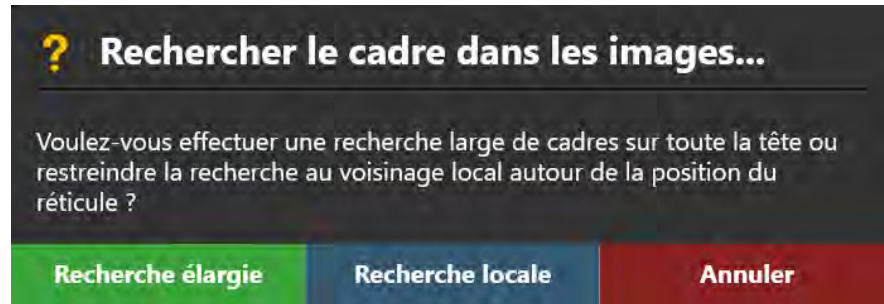 ? Rechercher le cadre dans les images...
Voulez-vous effectuer une recherche large de cadres sur toute la tête ou
restreindre la recherche au voisinage local autour de la position du
réticule ?
Recherche élargie Recherche locale Annuler